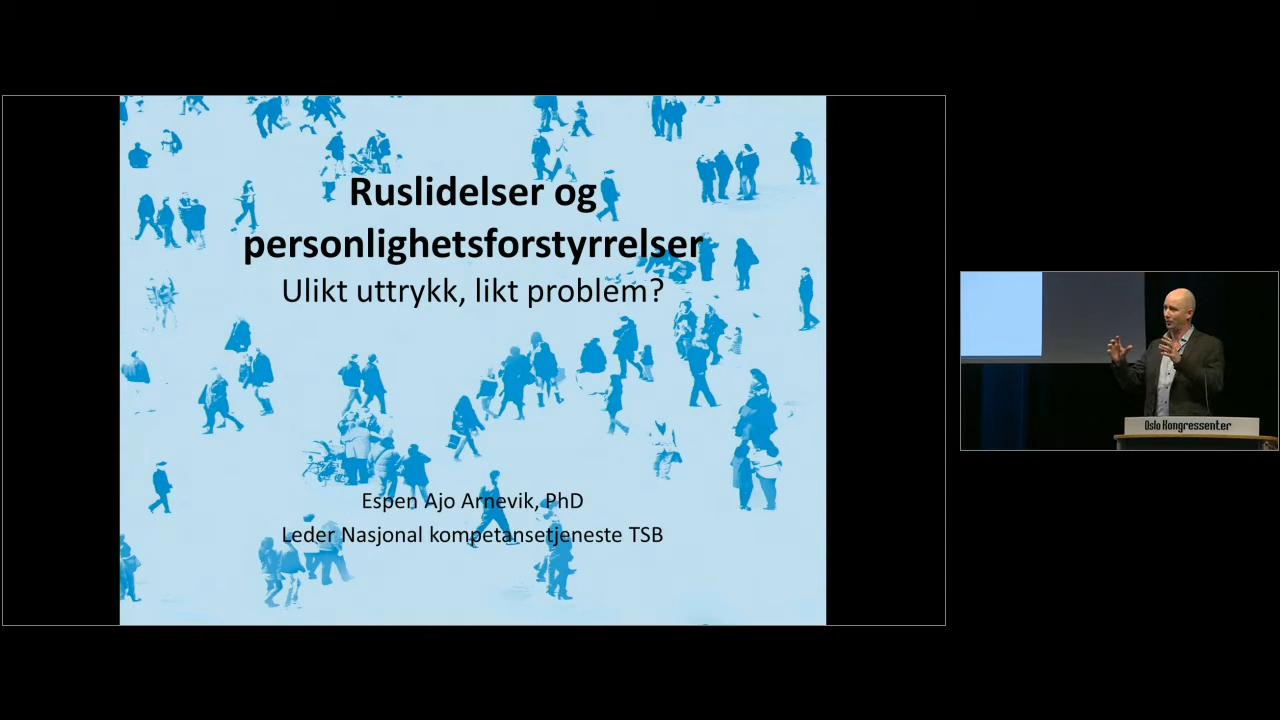 Ruslidelser og
personlighetsforstyrrelser
Ulikt uttrykk, likt problem?
Espen Ajo Arnevik, PhD
Leder Nasjonal kompetansetjeneste TSB
Oslo Kongressenter